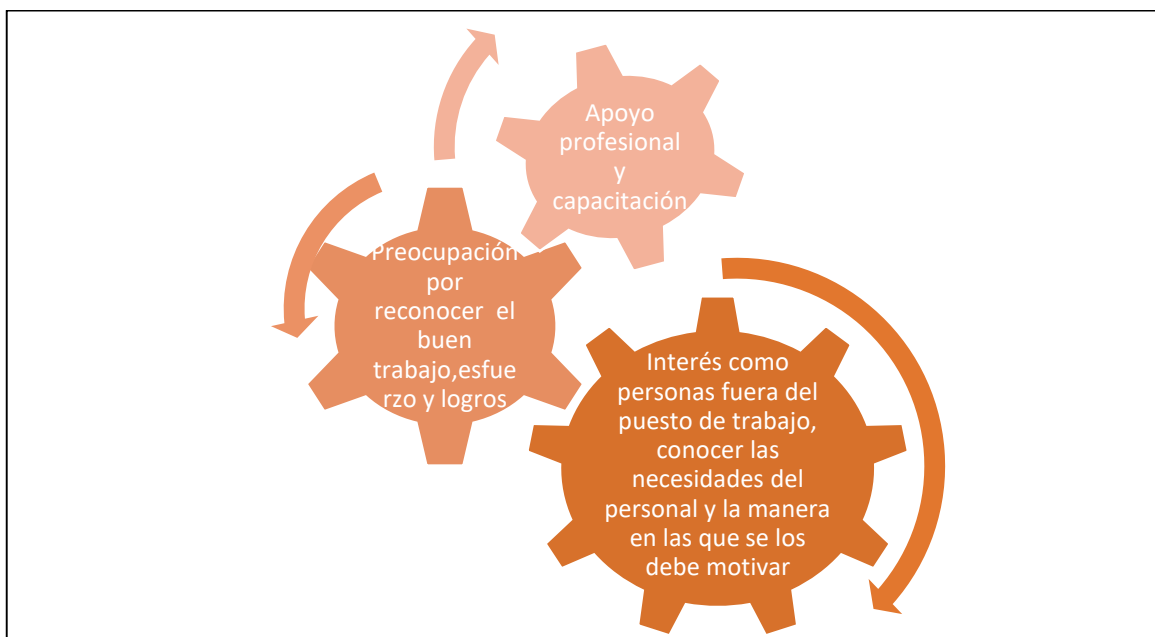 Apoyo
profesional
y
capacitación
Preocupación
por
reconocer  el
buen
trabajo,esfue
rzo y logros
Interés como
personas fuera del
puesto de trabajo,
conocer las
necesidades del
personal y la manera
en las que se los
debe motivar